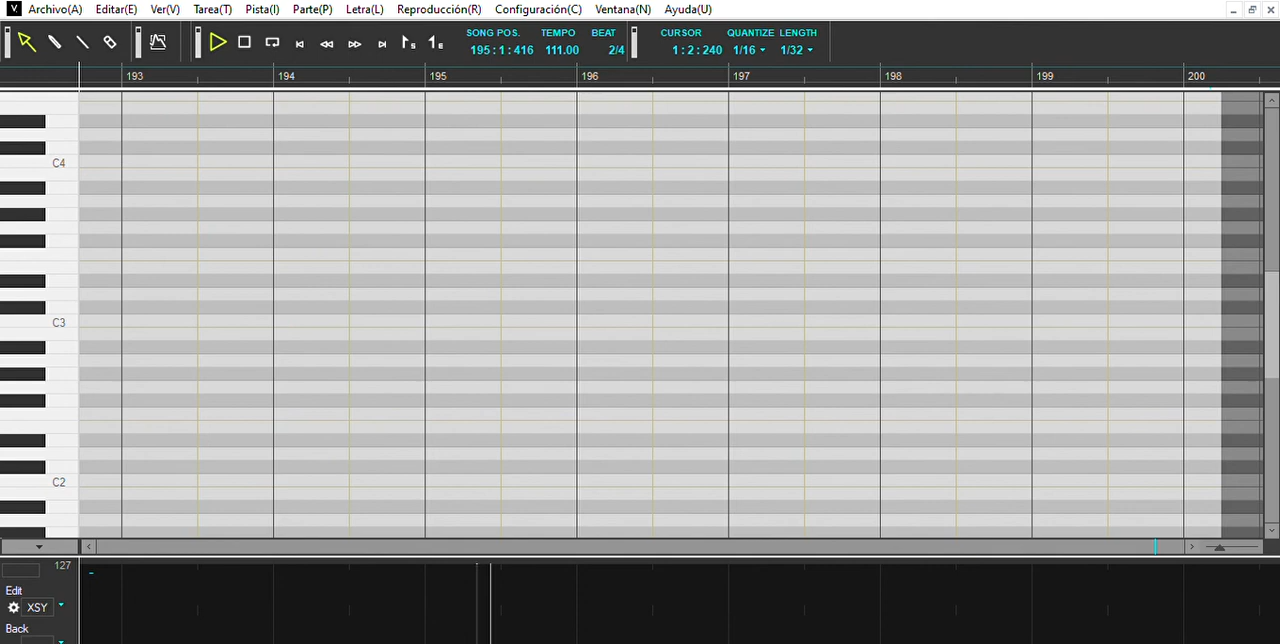 V Archivo(A) Editar(E) Ver(V) Tarea(T) Pista(I) Parte(P) Letra(L) Reproducción(R) Configuración(C) Ventana(N) Ayuda(U)
SONG POS. TEMPO BEAT CURSOR QUANTIZE LENGTH
195:1:416 111.00 2/4 1:2:240 1/16 1/32
193 194 195 196 197 198 199 200
C4
C3
C2
127
Edit
XSY
Back